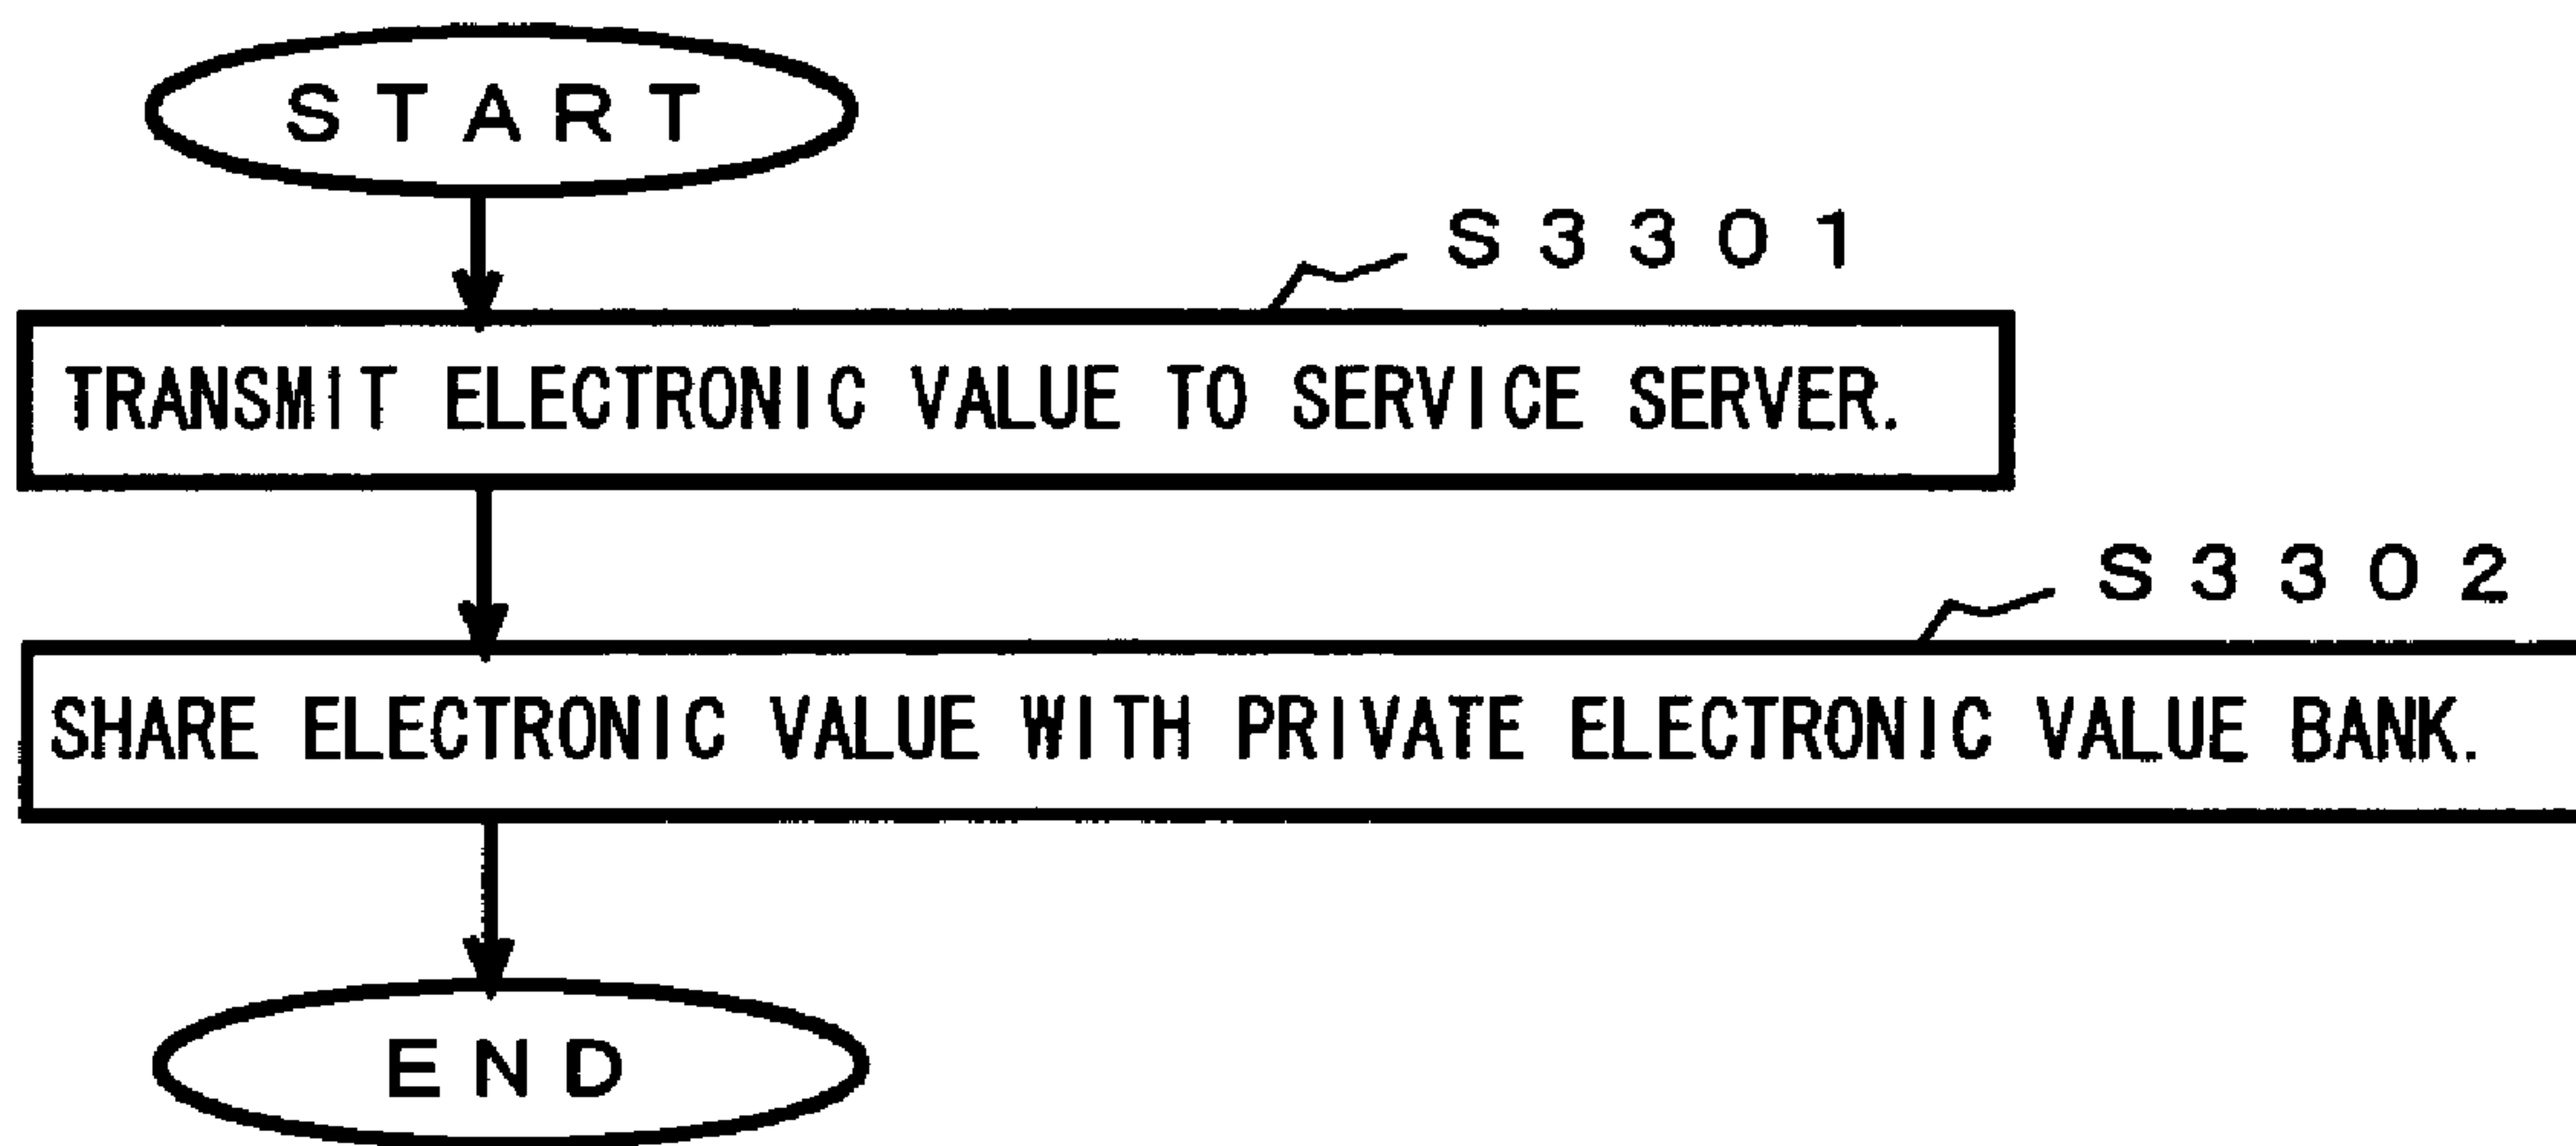 START
S3301
TRANSMIT ELECTRONIC VALUE TO SERVICE SERVER.
S3302
SHARE ELECTRONIC VALUE WITH PRIVATE ELECTRONIC VALUE BANK.
END